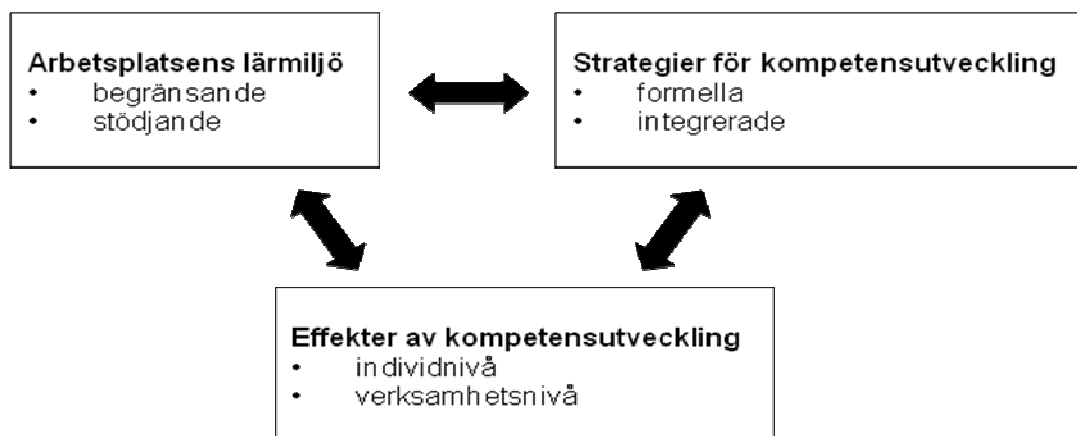 Arbetsplatsens lärmiljö
• begränsande
• stödjande
Strategier för kompetensutveckling
• formella
• integrerade
Effekter av kompetensutveckling
• individnivå
• verksamhetsnivå